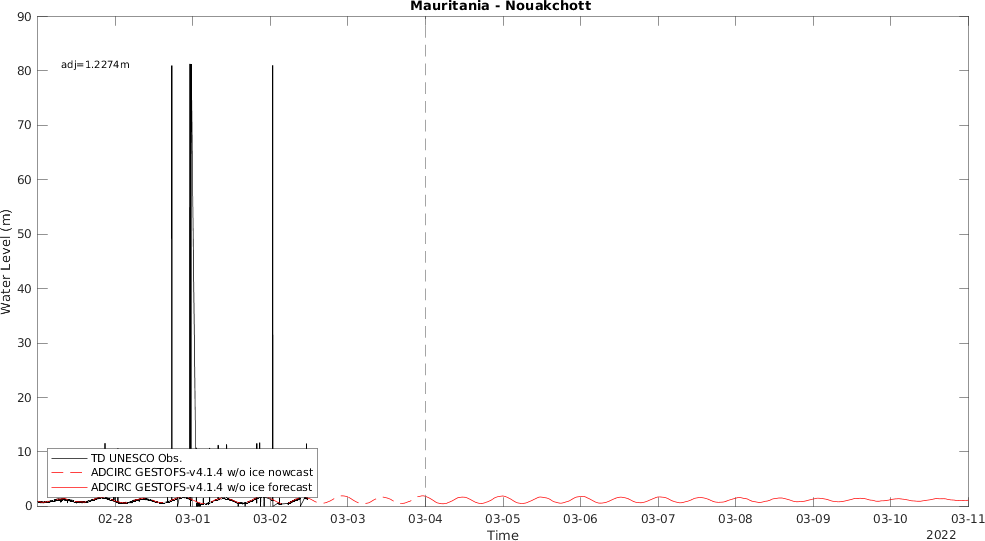 Mauritania - Nouakchott
90
80
70
60
50
40
30
20
10
0
Water Level (m)
adj=1.2274m
TD UNESCO Obs.
ADCIRC GESTOFS-v4.1.4 w/o ice nowcast
ADCIRC GESTOFS-v4.1.4 w/o ice forecast
02-28 03-01 03-02 03-03 03-04 03-05 03-06 03-07 03-08 03-09 03-10 03-11
Time
2022